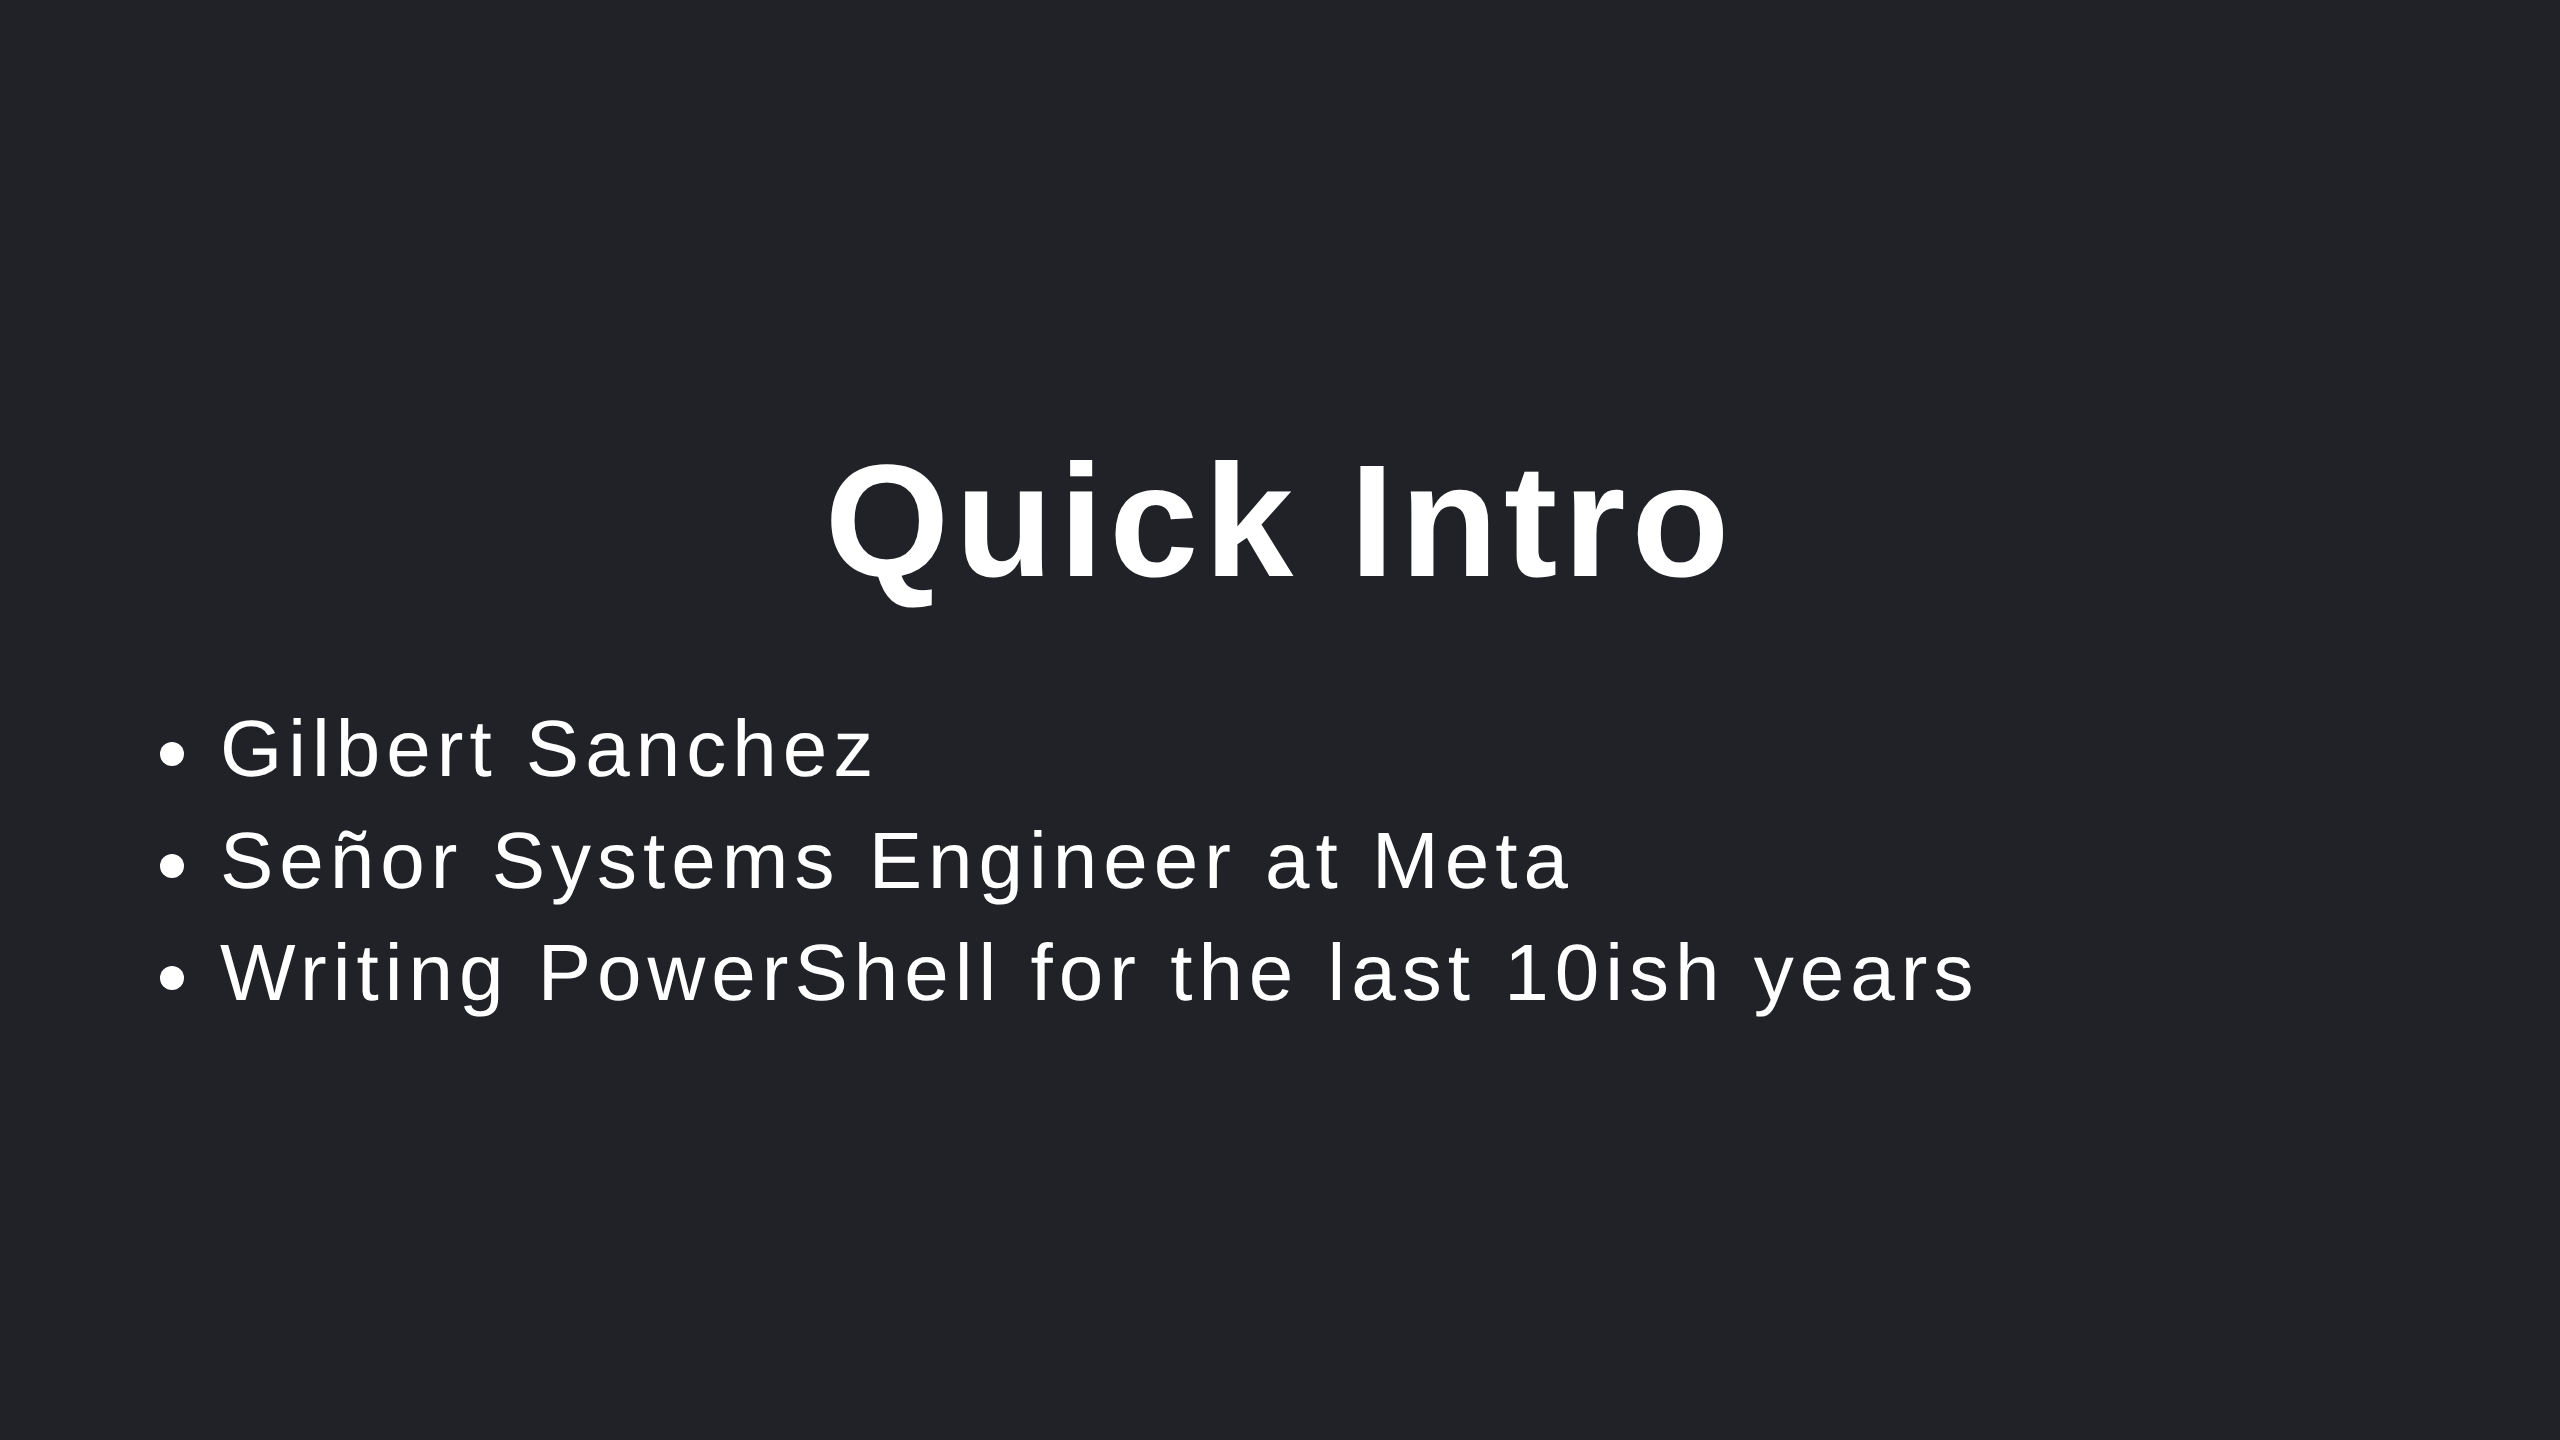 Quick Intro
• Gilbert Sanchez
• Señor Systems Engineer at Meta
• Writing PowerShell for the last 10ish years